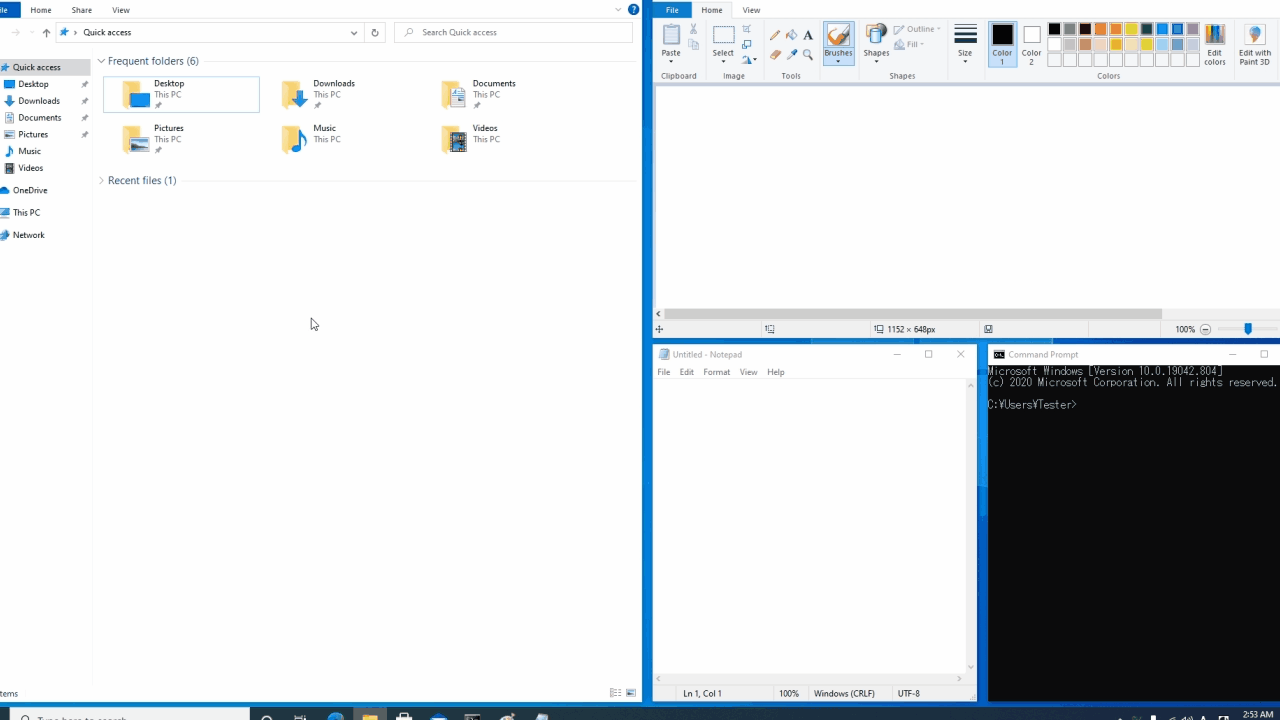 File Home Share View
Quick access
Search Quick access
Quick access
Desktop
Downloads
Documents
Pictures
Music
Videos
OneDrive
This PC
Network
Frequent folders (6)
Desktop
This PC
Downloads
This PC
Documents
This PC
Pictures
This PC
Music
This PC
Videos
This PC
Recent files (1)
File Home View
Paste
Select
Brushes
Shapes
Outline
Fill
Size
Color 1
Color 2
Edit colors
Edit with Paint 3D
Clipboard
Image
Tools
Shapes
Colors
1152 × 648px
100%
Untitled - Notepad
File Edit Format View Help
Ln 1, Col 1
100%
Windows (CRLF)
UTF-8
Command Prompt
Microsoft Windows [Version 10.0.19042.804]
(c) 2020 Microsoft Corporation. All rights reserved.
C:¥Users¥Tester>
Type here to search
2:53 AM